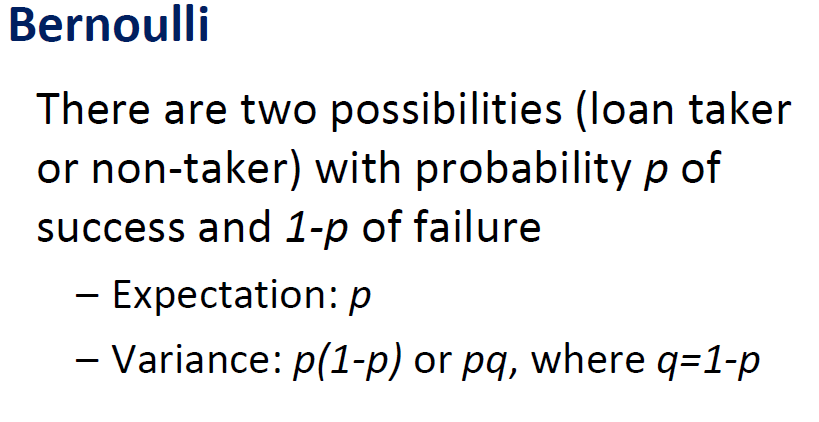 Bernoulli
There are two possibilities (loan taker
or non-taker) with probability p of
success and 1-p of failure
– Expectation: p
– Variance: p(1-p) or pq, where q=1-p